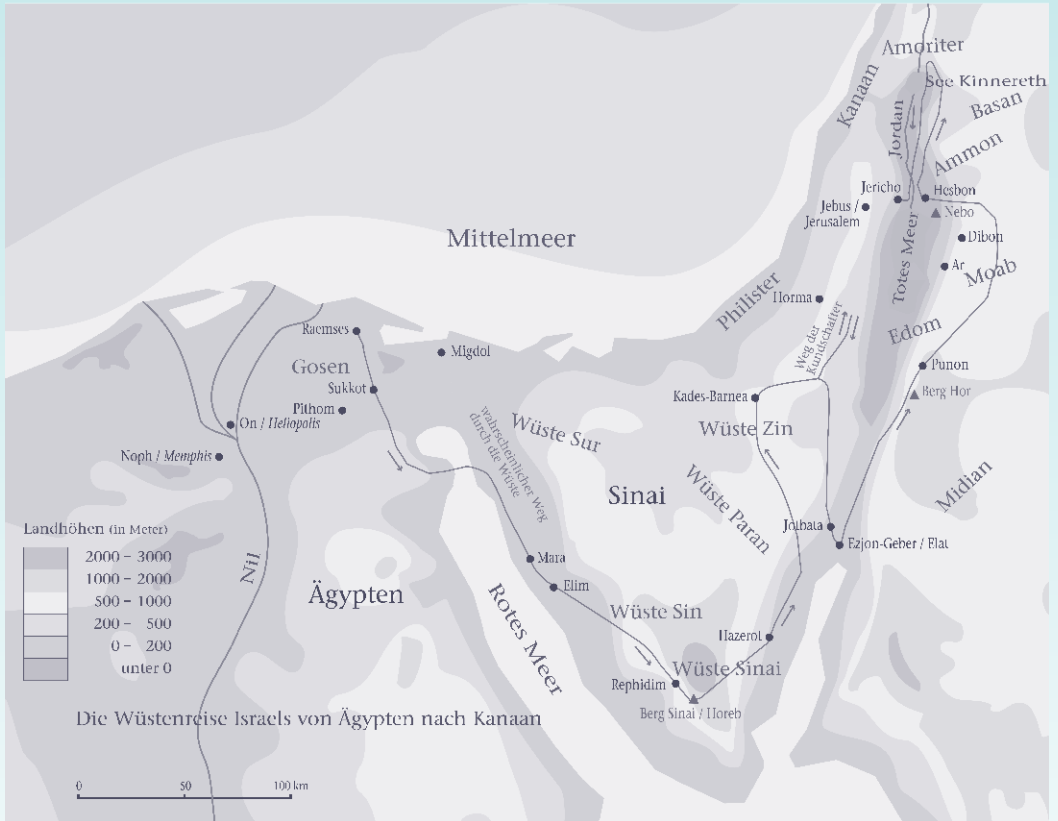 Amoriter
Kanaan
See Kinnereth
Basan
Jordan
Ammon
Jericho
Hesbon
Jebus /
Jerusalem
Nebo
Dibon
Mittelmeer
Totes Meer
Ar
Moab
Philister
Horma
Weg der
Kundschafter
Edom
Raemses
Migdol
Gosen
Punon
Sukkot
Kades-Barnea
Berg Hor
Pithom
On / Heliopolis
Wahrscheinlicher Weg
durch die Wüste
Wüste Sur
Wüste Zin
Noph / Memphis
Sinai
Wüste Paran
Midian
Landhöhen (in Meter)
2000 – 3000
1000 – 2000
500 – 1000
200 – 500
0 – 200
unter 0
Jotbata
Ezjon-Geber / Elat
Nil
Mara
Elim
Ägypten
Rotes Meer
Wüste Sin
Hazerot
Wüste Sinai
Rephidim
Berg Sinai / Horeb
Die Wüstenreise Israels von Ägypten nach Kanaan
0 50 100 km